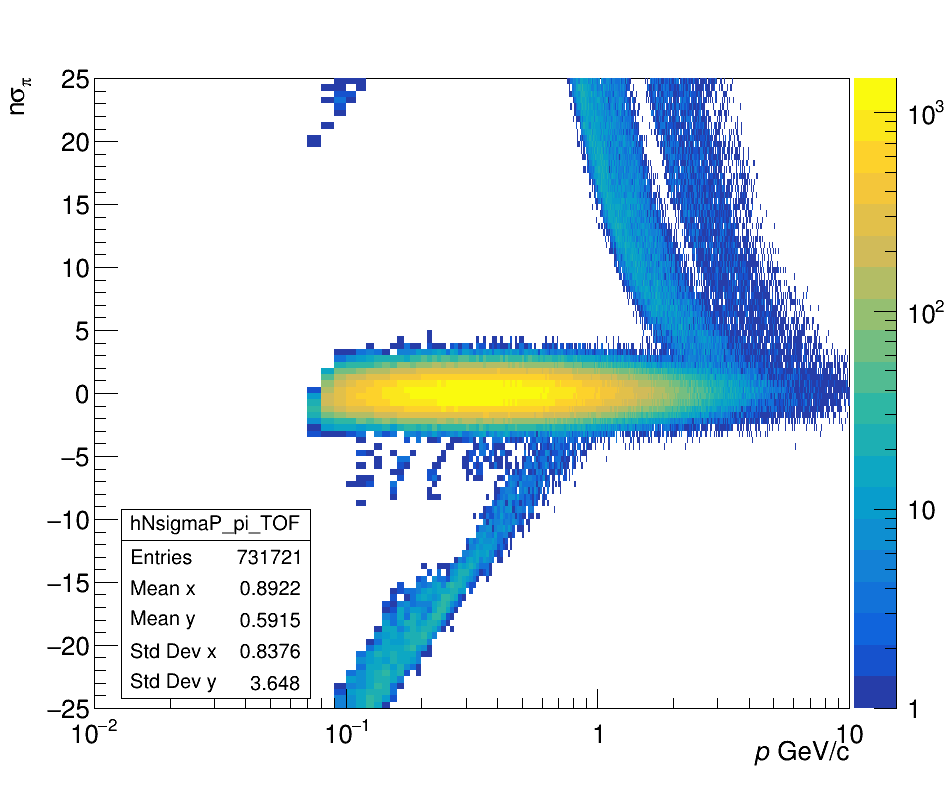 nσπ
25
20
15
10
5
0
−5
−10
−15
−20
−25
hNsigmaP_pi_TOF
Entries 731721
Mean x 0.8922
Mean y 0.5915
Std Dev x 0.8376
Std Dev y 3.648
10⁻² 10⁻¹ 1 10
p GeV/c
10³
10²
10
1